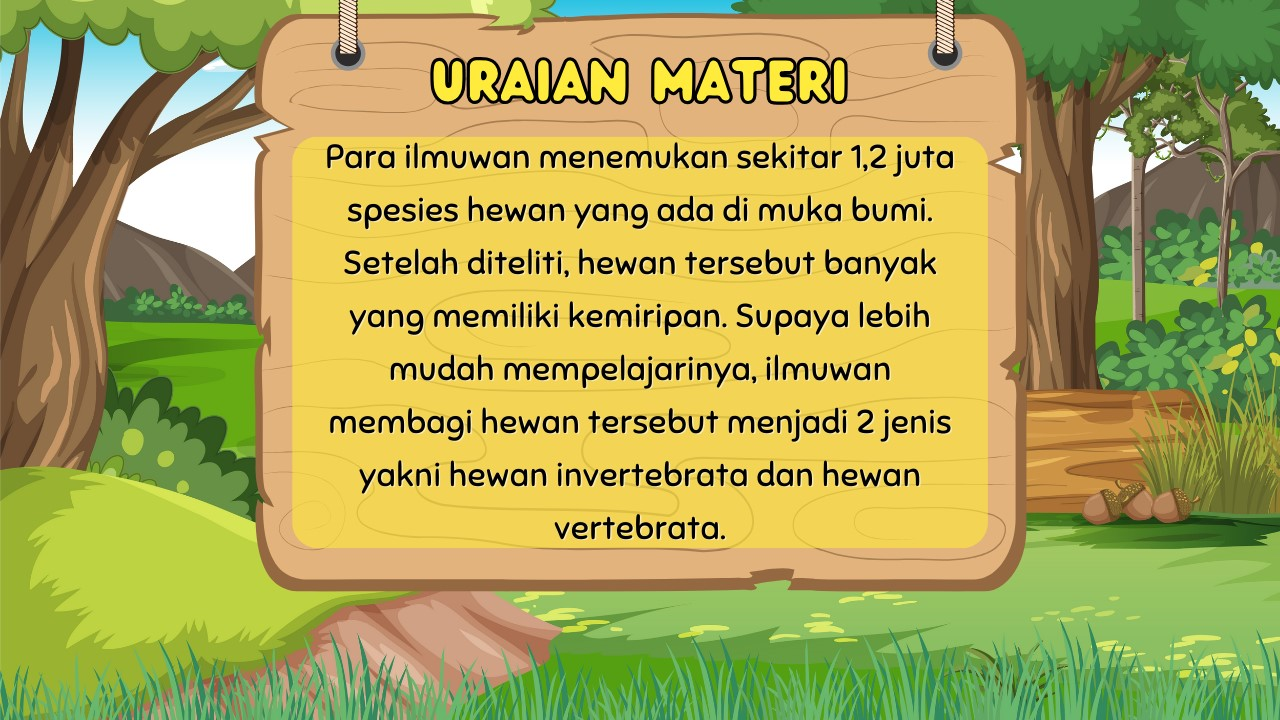 URAIAN MATERI
Para ilmuwan menemukan sekitar 1,2 juta
spesies hewan yang ada di muka bumi.
Setelah diteliti, hewan tersebut banyak
yang memiliki kemiripan. Supaya lebih
mudah mempelajarinya, ilmuwan
membagi hewan tersebut menjadi 2 jenis
yakni hewan invertebrata dan hewan
vertebrata.